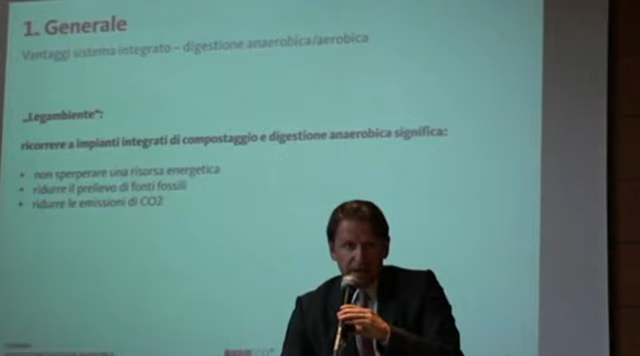 1. Generale
Vantaggi sistema integrato – digestione anaerobica/aerobica
„Legambiente“:
ricorrere a impianti integrati di compostaggio e digestione anaerobica significa:
• non sperperare una risorsa energetica
• ridurre il prelievo di fonti fossili
• ridurre le emissioni di CO2